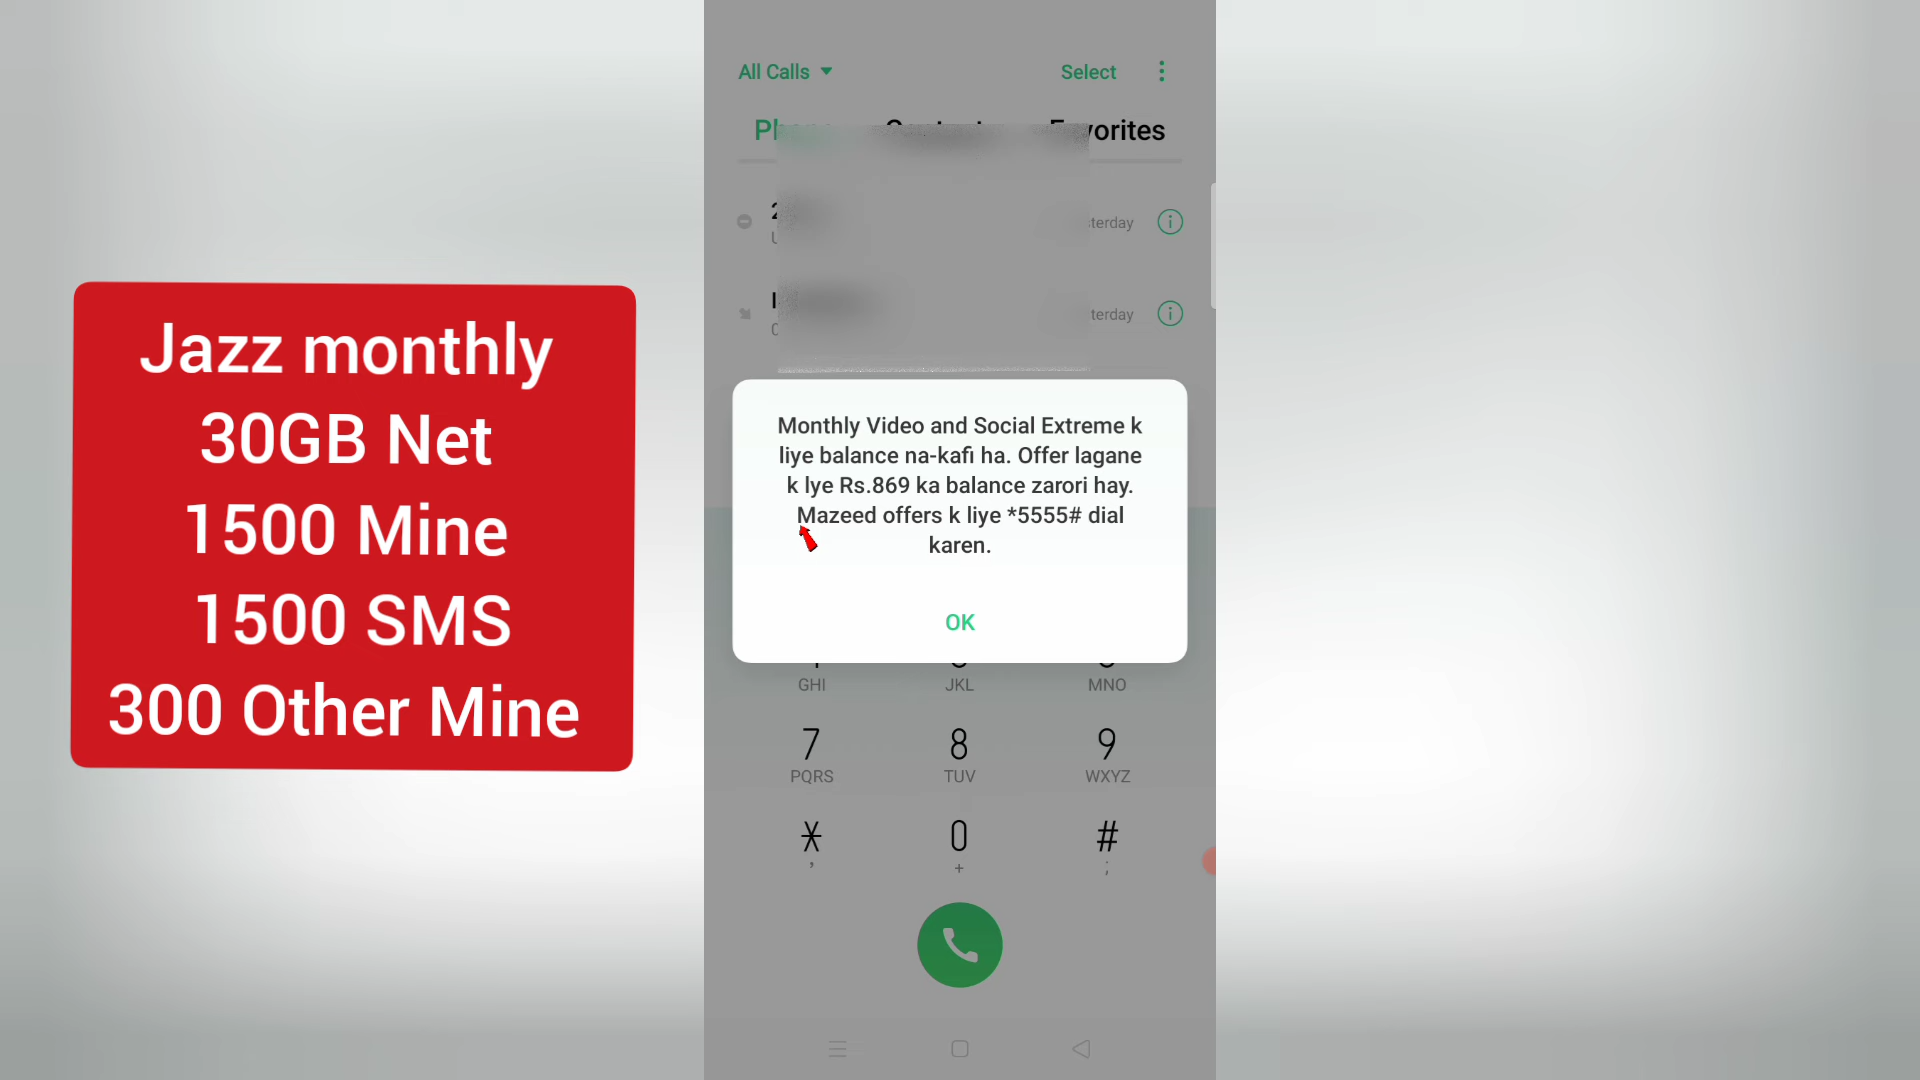 Jazz monthly
30GB Net
1500 Mine
1500 SMS
300 Other Mine
All Calls
Select
Favorites
terday
terday
Monthly Video and Social Extreme k
liye balance na-kafi ha. Offer lagane
k lye Rs.869 ka balance zarori hay.
Mazeed offers k liye *5555# dial
karen.
OK
GHI JKL MNO
7 8 9
PQRS TUV WXYZ
* 0 #
, + ;